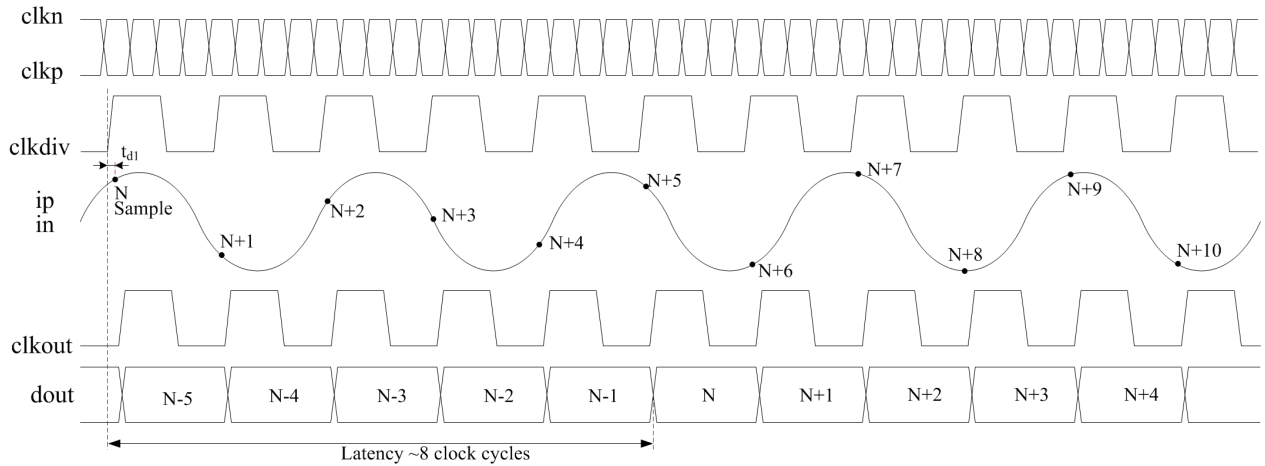 clkn
clkp
clkdiv
td1
ip
in
N
Sample
N+1
N+2
N+3
N+4
N+5
N+6
N+7
N+8
N+9
N+10
clkout
dout
N-5 N-4 N-3 N-2 N-1 N N+1 N+2 N+3 N+4
Latency ~8 clock cycles